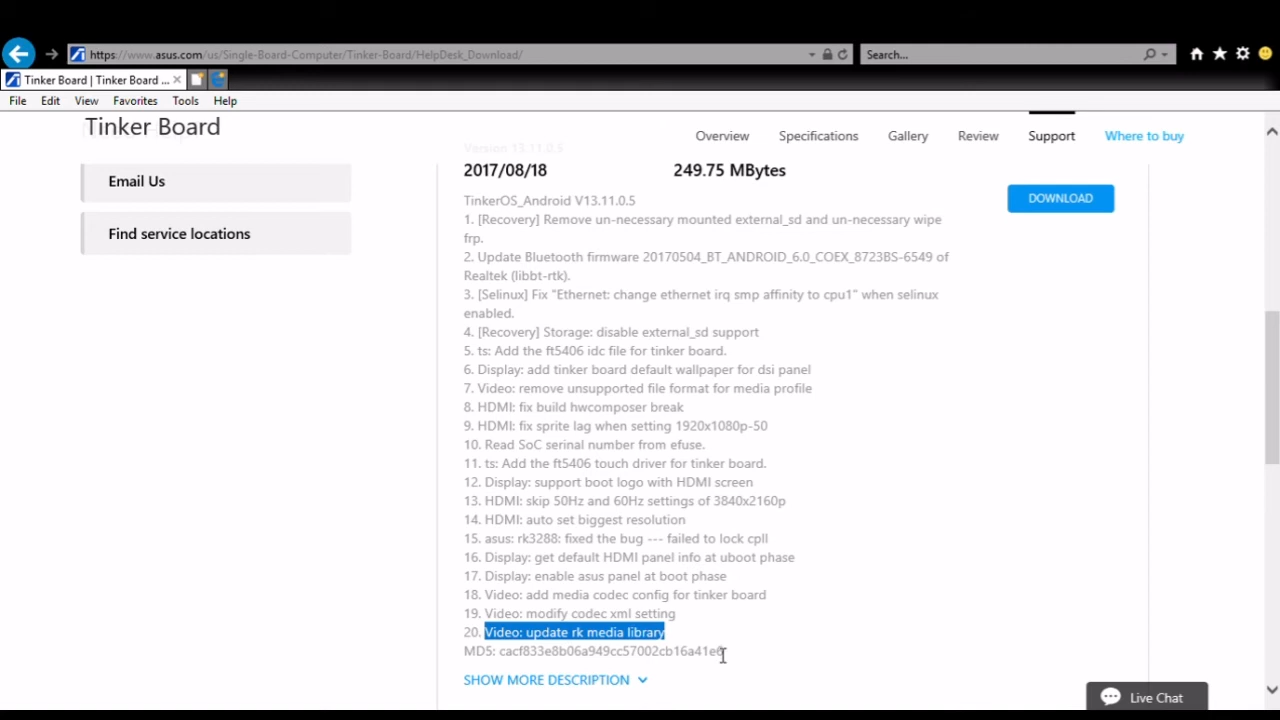 https://www.asus.com/us/Single-Board-Computer/Tinker-Board/HelpDesk_Download/
Search...
Tinker Board | Tinker Board ...
File Edit View Favorites Tools Help
Tinker Board
Overview Specifications Gallery Review Support Where to buy
Version 13.11.0.5
2017/08/18 249.75 MBytes
Email Us
DOWNLOAD
Find service locations
TinkerOS_Android V13.11.0.5
1. [Recovery] Remove un-necessary mounted external_sd and un-necessary wipe
frp.
2. Update Bluetooth firmware 20170504_BT_ANDROID_6.0_COEX_8723BS-6549 of
Realtek (libbt-rtk).
3. [Selinux] Fix "Ethernet: change ethernet irq smp affinity to cpu1" when selinux
enabled.
4. [Recovery] Storage: disable external_sd support
5. ts: Add the ft5406 idc file for tinker board.
6. Display: add tinker board default wallpaper for dsi panel
7. Video: remove unsupported file format for media profile
8. HDMI: fix build hwcomposer break
9. HDMI: fix sprite lag when setting 1920x1080p-50
10. Read SoC serinal number from efuse.
11. ts: Add the ft5406 touch driver for tinker board.
12. Display: support boot logo with HDMI screen
13. HDMI: skip 50Hz and 60Hz settings of 3840x2160p
14. HDMI: auto set biggest resolution
15. asus: rk3288: fixed the bug --- failed to lock cpll
16. Display: get default HDMI panel info at uboot phase
17. Display: enable asus panel at boot phase
18. Video: add media codec config for tinker board
19. Video: modify codec xml setting
20. Video: update rk media library
MD5: cacf833e8b06a949cc57002cb16a41e6
SHOW MORE DESCRIPTION
Live Chat